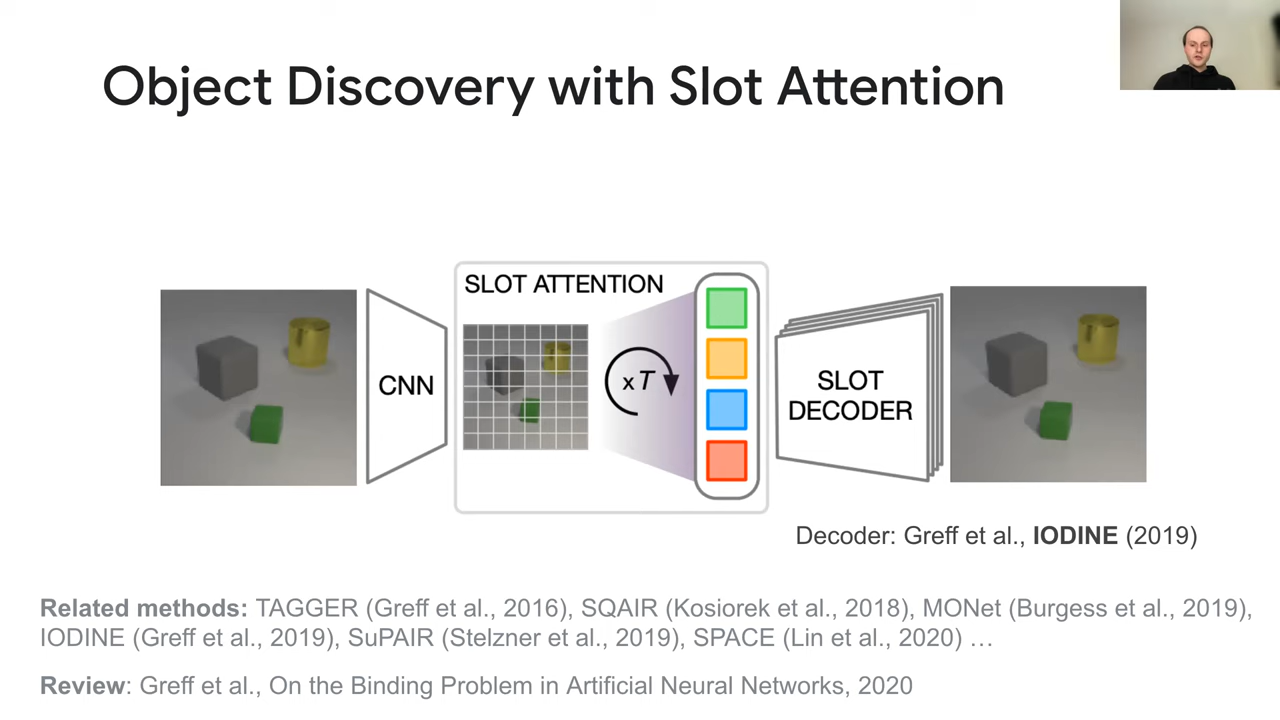 Object Discovery with Slot Attention
SLOT ATTENTION
CNN
x T
SLOT
DECODER
Decoder: Greff et al., IODINE (2019)
Related methods: TAGGER (Greff et al., 2016), SQAIR (Kosiorek et al., 2018), MONet (Burgess et al., 2019),
IODINE (Greff et al., 2019), SuPAIR (Stelzner et al., 2019), SPACE (Lin et al., 2020) …
Review: Greff et al., On the Binding Problem in Artificial Neural Networks, 2020